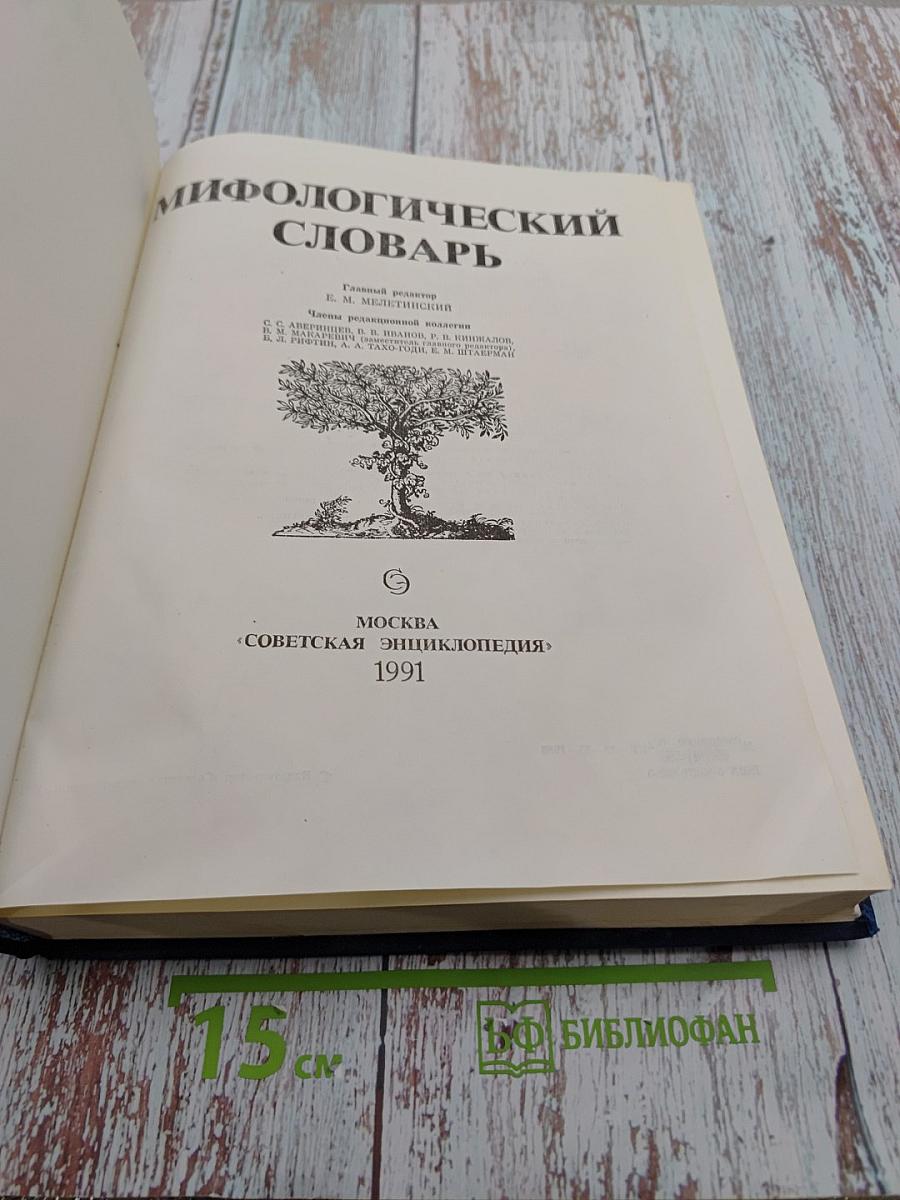 МИФОЛОГИЧЕСКИЙ
СЛОВАРЬ
Главный редактор
Е. М. МЕЛЕТИНСКИЙ
Члены редакционной коллегии
С. С. АВЕРИНЦЕВ, В. В. ИВАНОВ, Р. В. КИНЖАЛОВ,
В. М. МАКАРЕВИЧ (заместитель главного редактора),
Б. Л. РИФТИН, А. А. ТАХО-ГОДИ, Е. М. ШТАЕРМАН
СЭ
МОСКВА
«СОВЕТСКАЯ ЭНЦИКЛОПЕДИЯ»
1991
15 см
БФ БИБЛИОФАН